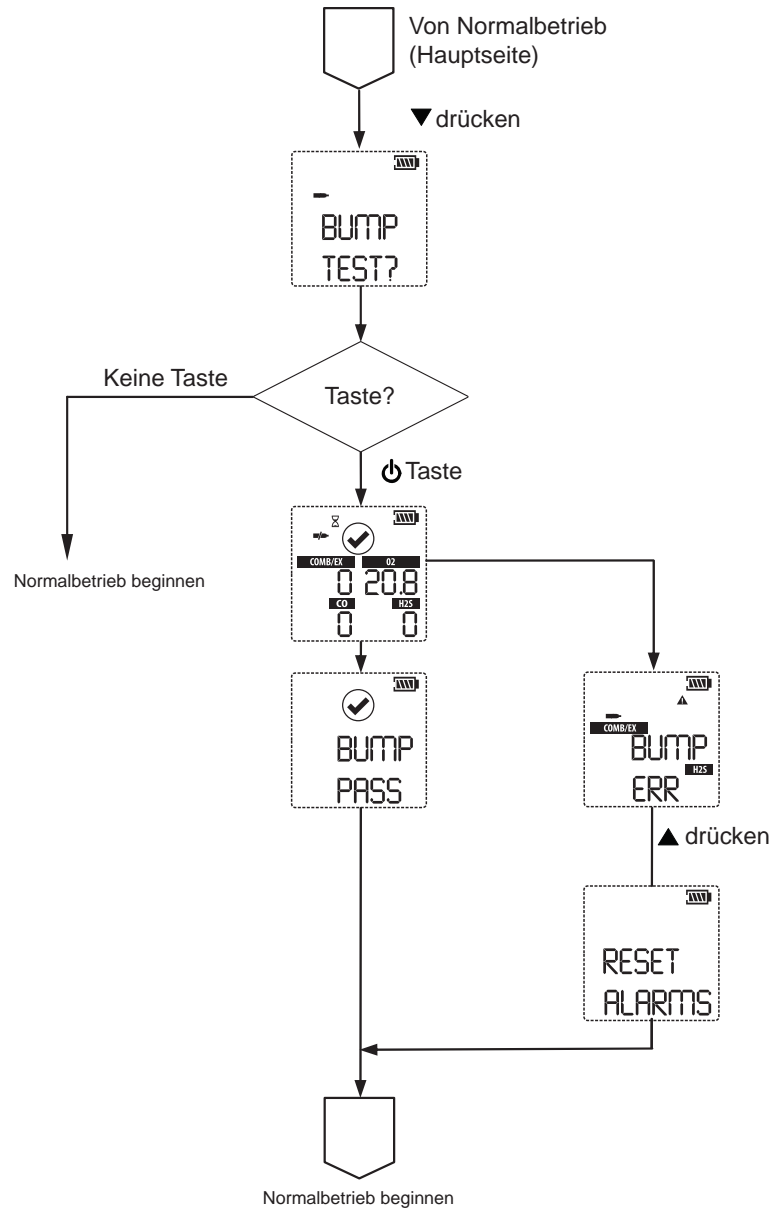 Von Normalbetrieb
(Hauptseite)
▼ drücken
BUMP
TEST?
Keine Taste
Taste?
Taste
Normalbetrieb beginnen
COMB/EX O2
0 20.8
CO H2S
0 0
BUMP
PASS
COMB/EX
BUMP
H2S
ERR
▲ drücken
RESET
ALARMS
Normalbetrieb beginnen